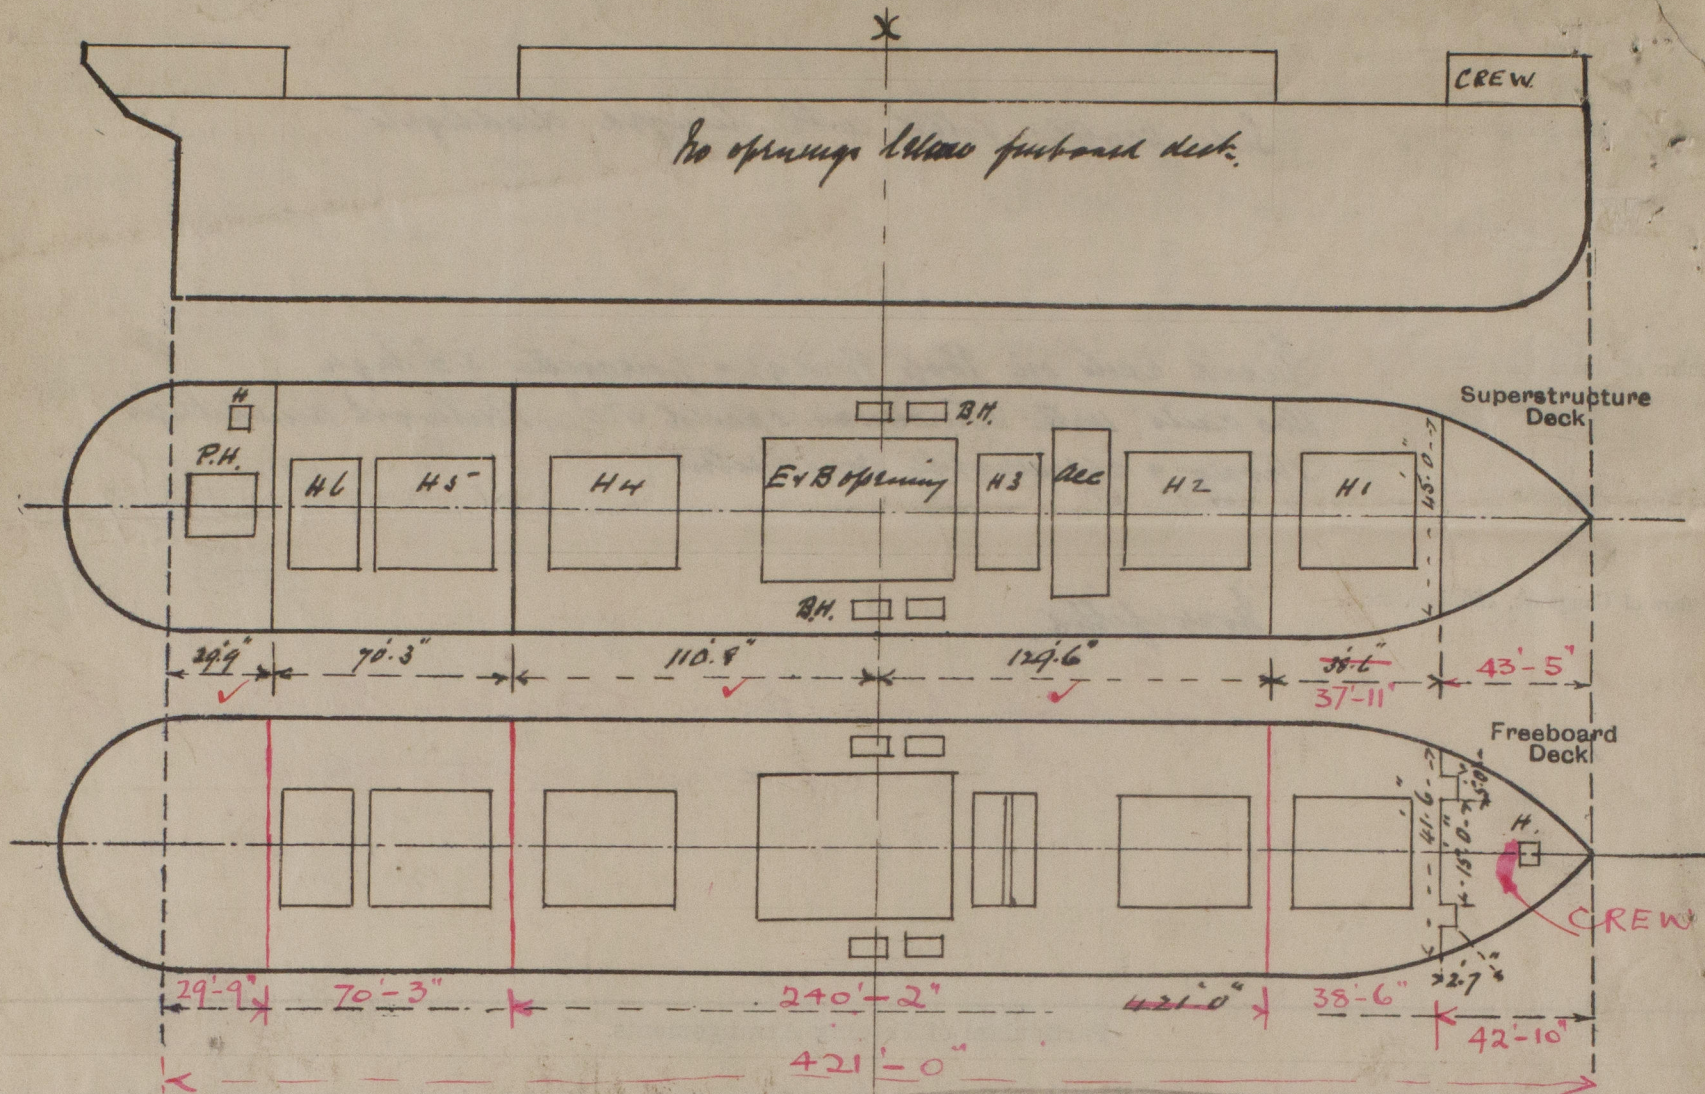 CREW
No openings below freeboard deck.
Superstructure
Deck
H
P.H.
H6
H5
H4
E & B opening
H3
acc
H2
H1
45'.0"
B.H.
B.H.
29'.9"
70'.3"
110'.8"
129'.6"
38'.6"
37'-11"
43'-5"
Freeboard
Deck
41'.6"
15'.0"
H.
CREW
2'.7"
29'-9"
70'-3"
240'-2"
421'.0"
38'-6"
42'-10"
421'-0"